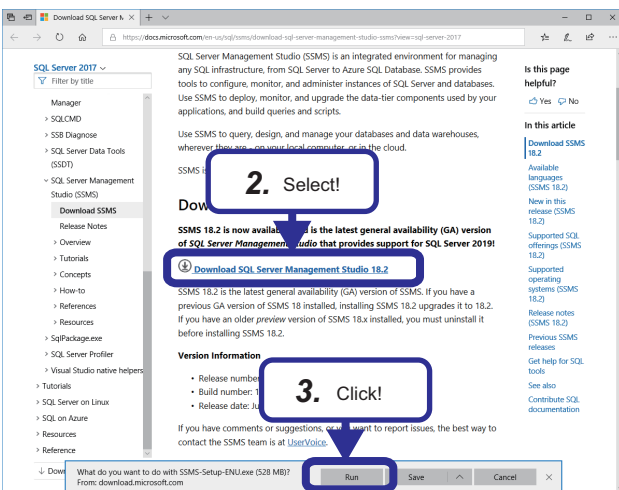 Download SQL Server M
https://docs.microsoft.com/en-us/sql/ssms/download-sql-server-management-studio-ssms?view=sql-server-2017
SQL Server 2017
Filter by title
Manager
SQLCMD
SSB Diagnose
SQL Server Data Tools
(SSDT)
SQL Server Management
Studio (SSMS)
Download SSMS
Release Notes
Overview
Tutorials
Concepts
How-to
References
Resources
SqlPackage.exe
SQL Server Profiler
Visual Studio native helpers
Tutorials
SQL Server on Linux
SQL on Azure
Resources
Reference
SQL Server Management Studio (SSMS) is an integrated environment for managing
any SQL infrastructure, from SQL Server to Azure SQL Database. SSMS provides
tools to configure, monitor, and administer instances of SQL Server and databases.
Use SSMS to deploy, monitor, and upgrade the data-tier components used by your
applications, and build queries and scripts.
Use SSMS to query, design, and manage your databases and data warehouses,
wherever they are - on your local computer, or in the cloud.
SSMS is
2. Select!
SSMS 18.2 is now is the latest general availability (GA) version
of SQL Server Management Studio that provides support for SQL Server 2019!
Download SQL Server Management Studio 18.2
SSMS 18.2 is the latest general availability (GA) version of SSMS. If you have a
previous GA version of SSMS 18 installed, installing SSMS 18.2 upgrades it to 18.2.
If you have an older preview version of SSMS 18.x installed, you must uninstall it
before installing SSMS 18.2.
Version Information
• Release number
• Build number: 1
• Release date:
3. Click!
If you have comments or suggestions, or you want to report issues, the best way to
contact the SSMS team is at UserVoice.
Is this page
helpful?
Yes No
In this article
Download SSMS
18.2
Available
languages
(SSMS 18.2)
New in this
release (SSMS
18.2)
Supported SQL
offerings (SSMS
18.2)
Supported
operating
systems (SSMS
18.2)
Release notes
(SSMS 18.2)
Previous SSMS
releases
Get help for SQL
tools
See also
Contribute SQL
documentation
What do you want to do with SSMS-Setup-ENU.exe (528 MB)?
From: download.microsoft.com
Run Save Cancel